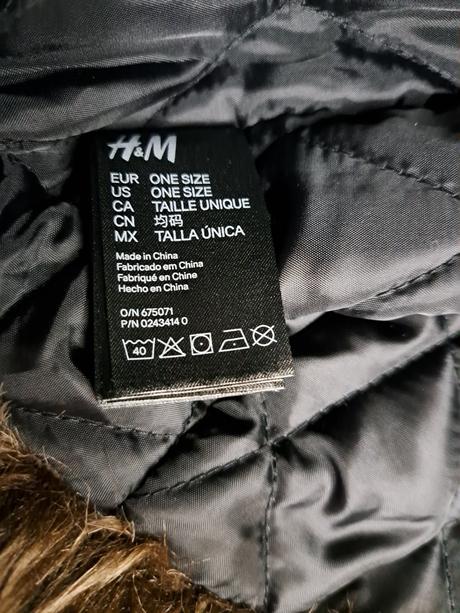 H&M
EUR ONE SIZE
US ONE SIZE
CA TAILLE UNIQUE
CN 均码
MX TALLA ÚNICA
Made in China
Fabricado em China
Fabriqué en Chine
Hecho en China
O/N 675071
P/N 0243414 0
40